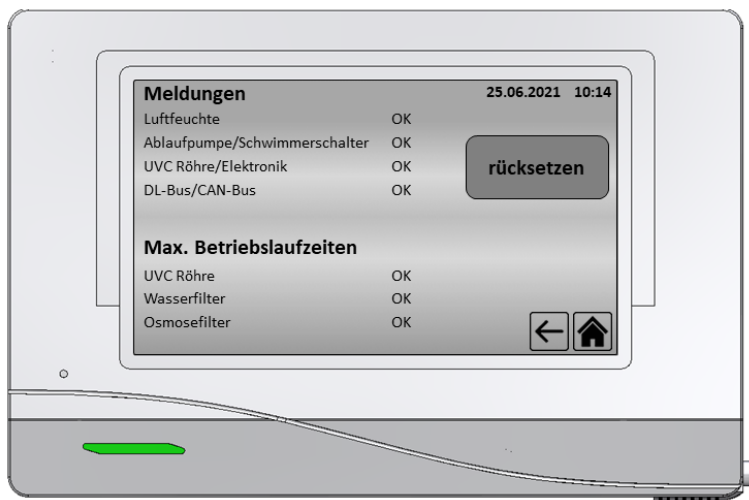 Meldungen 25.06.2021 10:14
Luftfeuchte OK
Ablaufpumpe/Schwimmerschalter OK
UVC Röhre/Elektronik OK
rücksetzen
DL-Bus/CAN-Bus OK
Max. Betriebslaufzeiten
UVC Röhre OK
Wasserfilter OK
Osmosefilter OK